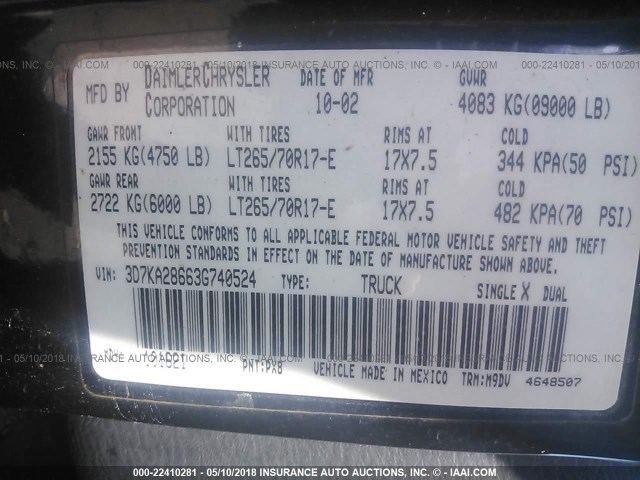 000-22410281 - 05/10/2018 INSURANCE AUTO AUCTIONS, INC. © - IAAI.COM
MFD BY DAIMLERCHRYSLER CORPORATION
DATE OF MFR 10-02
GVWR 4083 KG(09000 LB)
GAWR FRONT WITH TIRES RIMS AT COLD
2155 KG(4750 LB) LT265/70R17-E 17X7.5 344 KPA(50 PSI)
GAWR REAR WITH TIRES RIMS AT COLD
2722 KG(6000 LB) LT265/70R17-E 17X7.5 482 KPA(70 PSI)
THIS VEHICLE CONFORMS TO ALL APPLICABLE FEDERAL MOTOR VEHICLE SAFETY AND THEFT
PREVENTION STANDARDS IN EFFECT ON THE DATE OF MANUFACTURE SHOWN ABOVE.
VIN: 3D7KA28663G740524 TYPE: TRUCK SINGLE X DUAL
PNT:PX8 VEHICLE MADE IN MEXICO TRM:M9DV 4648507
000-22410281 - 05/10/2018 INSURANCE AUTO AUCTIONS, INC. © - IAAI.COM